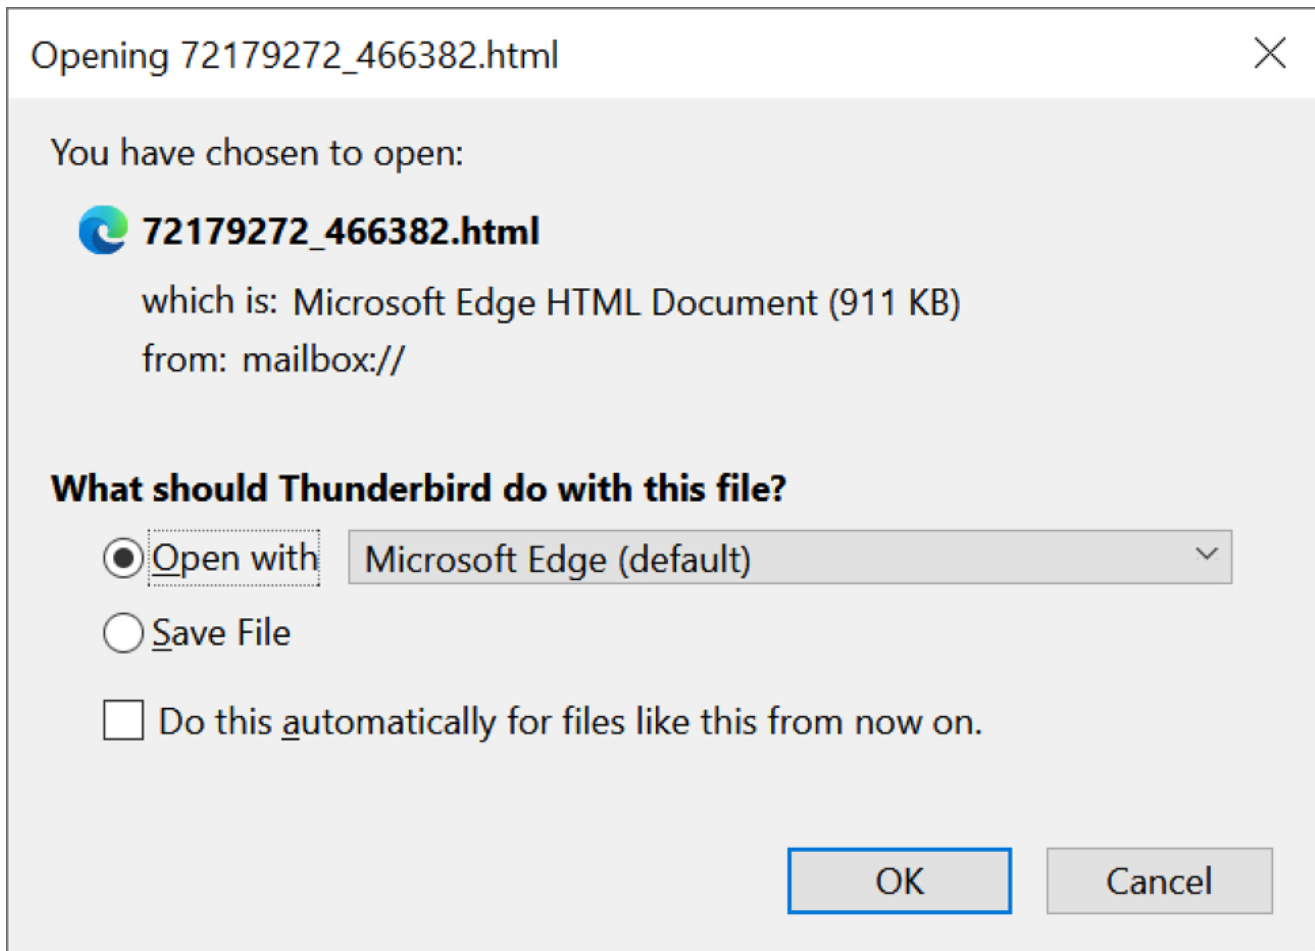 Opening 72179272_466382.html
You have chosen to open:
72179272_466382.html
which is: Microsoft Edge HTML Document (911 KB)
from: mailbox://
What should Thunderbird do with this file?
Open with Microsoft Edge (default)
Save File
Do this automatically for files like this from now on.
OK Cancel